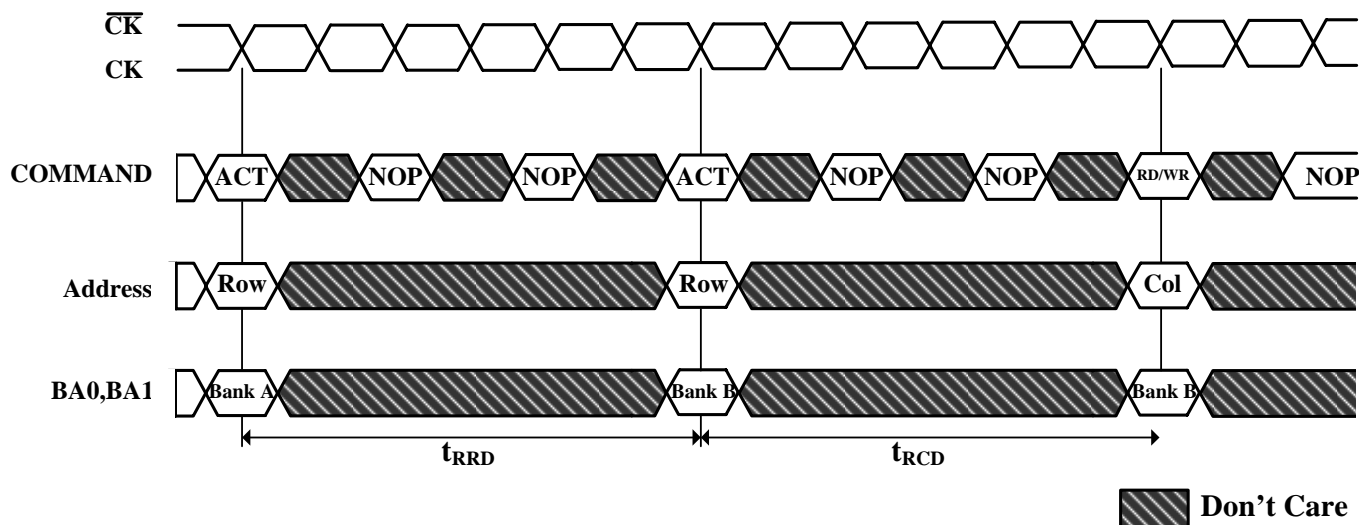 CK
CK
COMMAND ACT NOP NOP ACT NOP NOP RD/WR NOP
Address Row Row Col
BA0,BA1 Bank A Bank B Bank B
tRRD tRCD
Don't Care